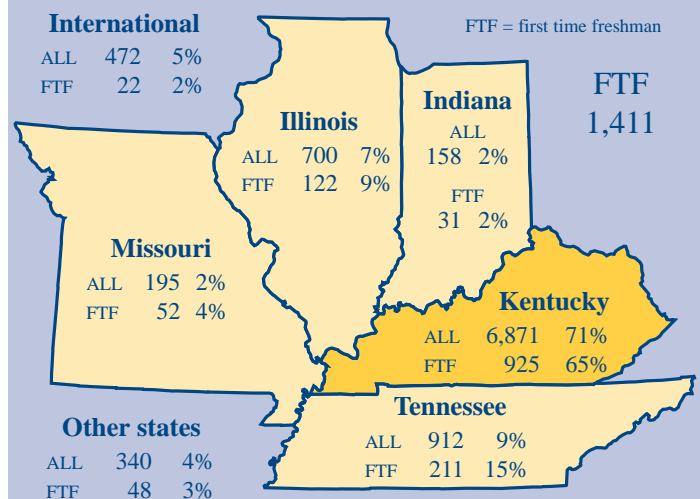 International
ALL 472 5%
FTF 22 2%
FTF = first time freshman
FTF
1,411
Illinois
ALL 700 7%
FTF 122 9%
Indiana
ALL
158 2%
FTF
31 2%
Missouri
ALL 195 2%
FTF 52 4%
Kentucky
ALL 6,871 71%
FTF 925 65%
Tennessee
ALL 912 9%
FTF 211 15%
Other states
ALL 340 4%
FTF 48 3%